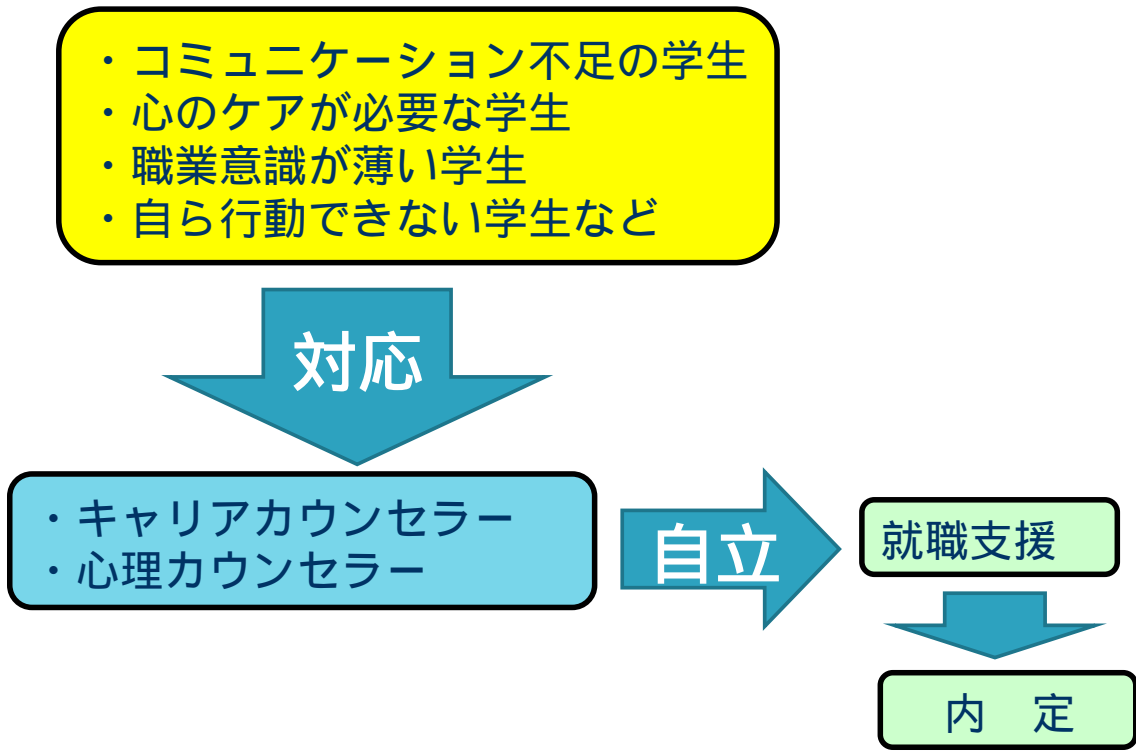 ・コミュニケーション不足の学生
・心のケアが必要な学生
・職業意識が薄い学生
・自ら行動できない学生など
対応
・キャリアカウンセラー
・心理カウンセラー
自立
就職支援
内　定